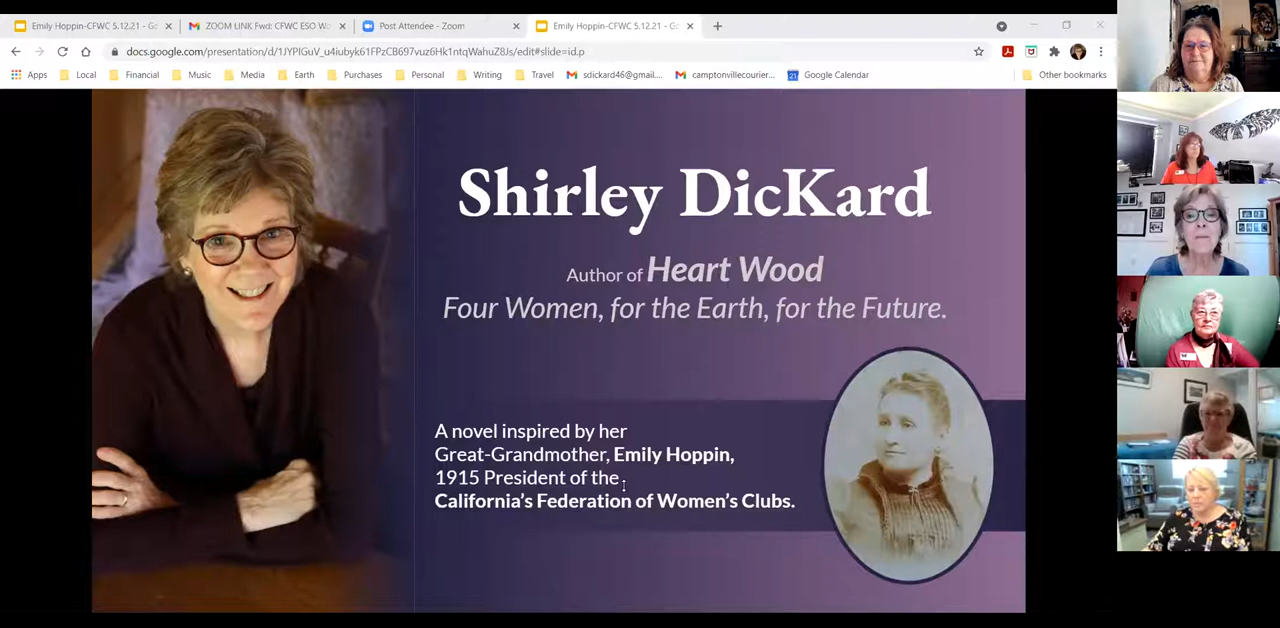 Emily Hoppin-CFWC 5.12.21 - Go
ZOOM LINK Fwd: CFWC ESO Wo
Post Attendee - Zoom
Emily Hoppin-CFWC 5.12.21 - Go
docs.google.com/presentation/d/1JYPIGuV_u4iubyk61FPzCB697vuz6Hk1ntqWahuZ8Js/edit#slide=id.p
Apps Local Financial Music Media Earth Purchases Personal Writing Travel sdickard46@gmail.... camptonvillecourier... Google Calendar Other bookmarks
Shirley DicKard
Author of Heart Wood
Four Women, for the Earth, for the Future.
A novel inspired by her
Great-Grandmother, Emily Hoppin,
1915 President of the
California's Federation of Women's Clubs.